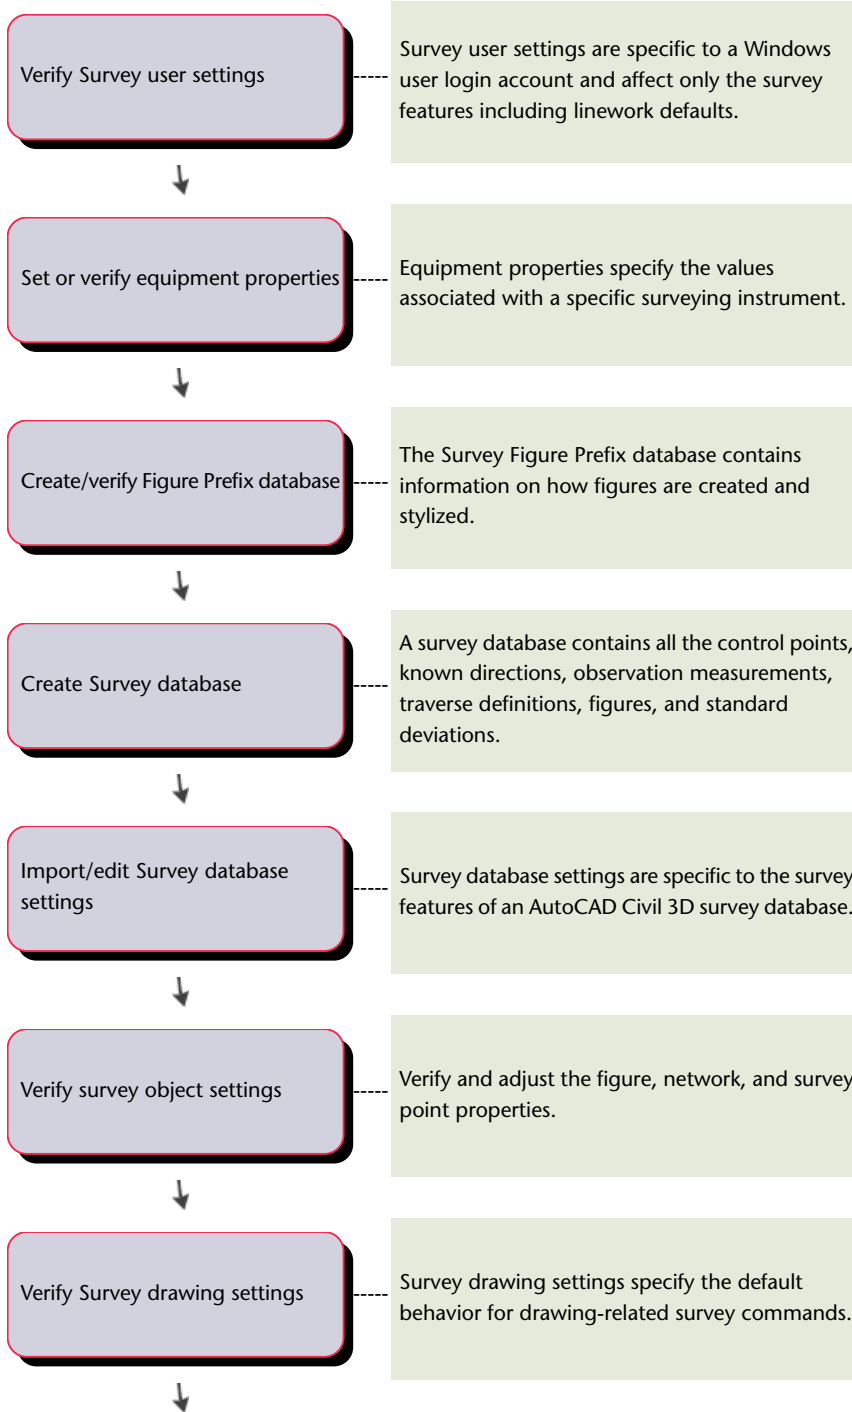 Verify Survey user settings
Survey user settings are specific to a Windows
user login account and affect only the survey
features including linework defaults.
Set or verify equipment properties
Equipment properties specify the values
associated with a specific surveying instrument.
Create/verify Figure Prefix database
The Survey Figure Prefix database contains
information on how figures are created and
stylized.
Create Survey database
A survey database contains all the control points,
known directions, observation measurements,
traverse definitions, figures, and standard
deviations.
Import/edit Survey database
settings
Survey database settings are specific to the survey
features of an AutoCAD Civil 3D survey database.
Verify survey object settings
Verify and adjust the figure, network, and survey
point properties.
Verify Survey drawing settings
Survey drawing settings specify the default
behavior for drawing-related survey commands.